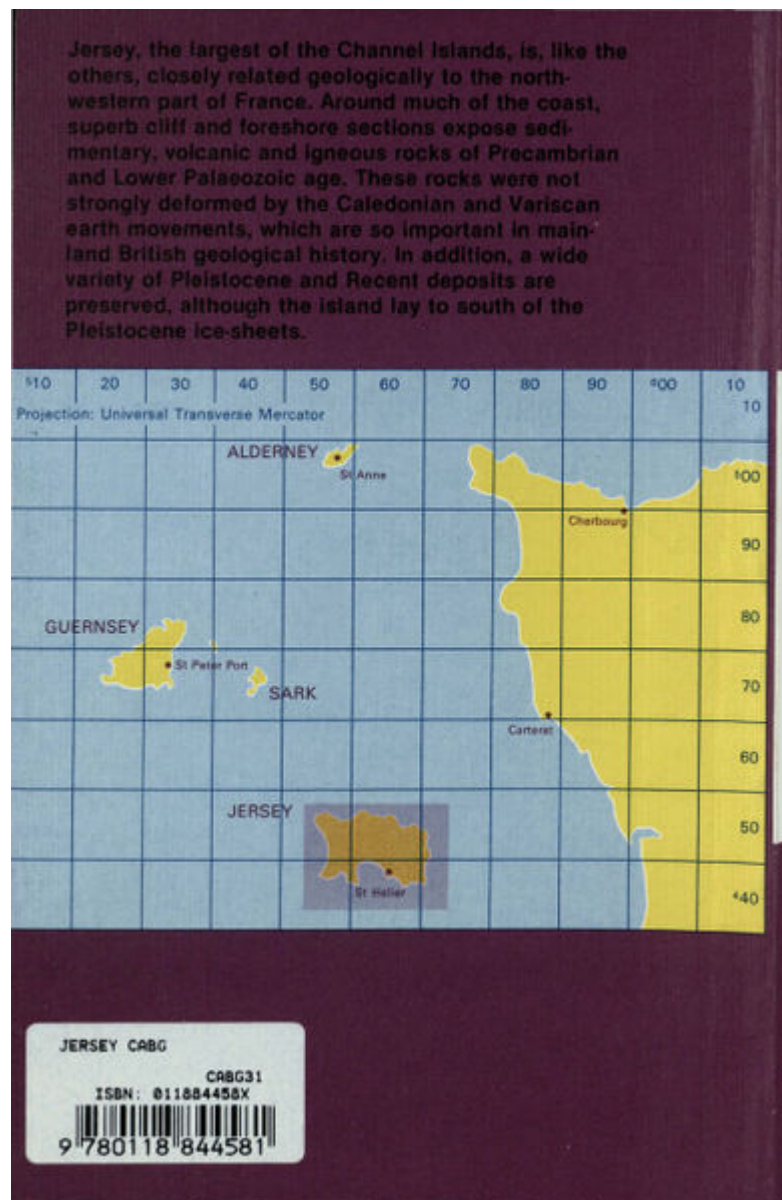 Jersey, the largest of the Channel Islands, is, like the
others, closely related geologically to the north-
western part of France. Around much of the coast,
superb cliff and foreshore sections expose sedi-
mentary, volcanic and igneous rocks of Precambrian
and Lower Palaeozoic age. These rocks were not
strongly deformed by the Caledonian and Variscan
earth movements, which are so important in main-
land British geological history. In addition, a wide
variety of Pleistocene and Recent deposits are
preserved, although the island lay to south of the
Pleistocene ice-sheets.
⁵10 20 30 40 50 60 70 80 90 ⁶00 10
10
Projection: Universal Transverse Mercator
ALDERNEY
St Anne
⁵00
Cherbourg
90
80
GUERNSEY
St Peter Port
70
SARK
Carteret
60
JERSEY
50
St Helier
⁴40
JERSEY CABG
CABG31
ISBN: 011884458X
9 780118 844581